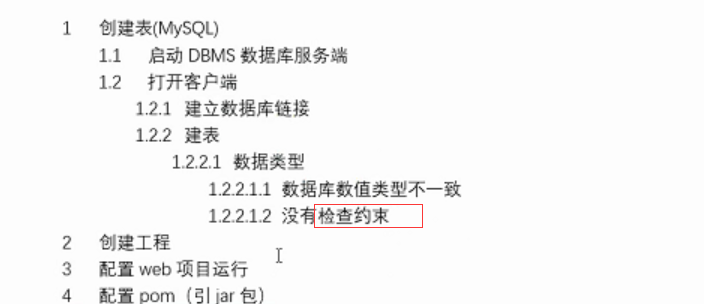 1 创建表(MySQL)
1.1 启动 DBMS 数据库服务端
1.2 打开客户端
1.2.1 建立数据库链接
1.2.2 建表
1.2.2.1 数据类型
1.2.2.1.1 数据库数值类型不一致
1.2.2.1.2 没有检查约束
2 创建工程
3 配置 web 项目运行
4 配置 pom（引 jar 包）